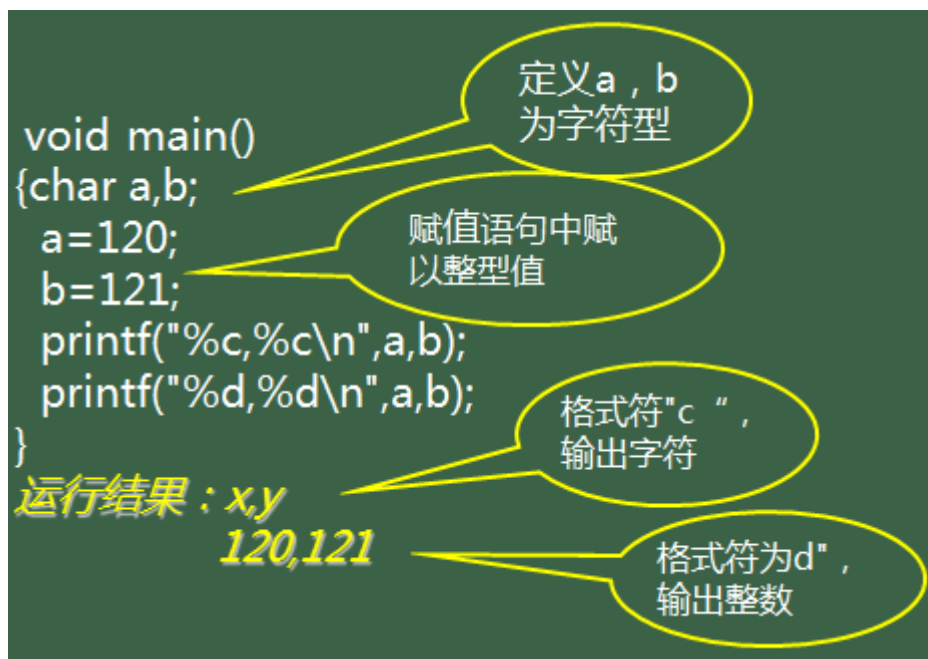 void main()
{char a,b;
a=120;
b=121;
printf("%c,%c\n",a,b);
printf("%d,%d\n",a,b);
}
运行结果：x,y
120,121
定义a，b
为字符型
赋值语句中赋
以整型值
格式符"c “，
输出字符
格式符为d"，
输出整数